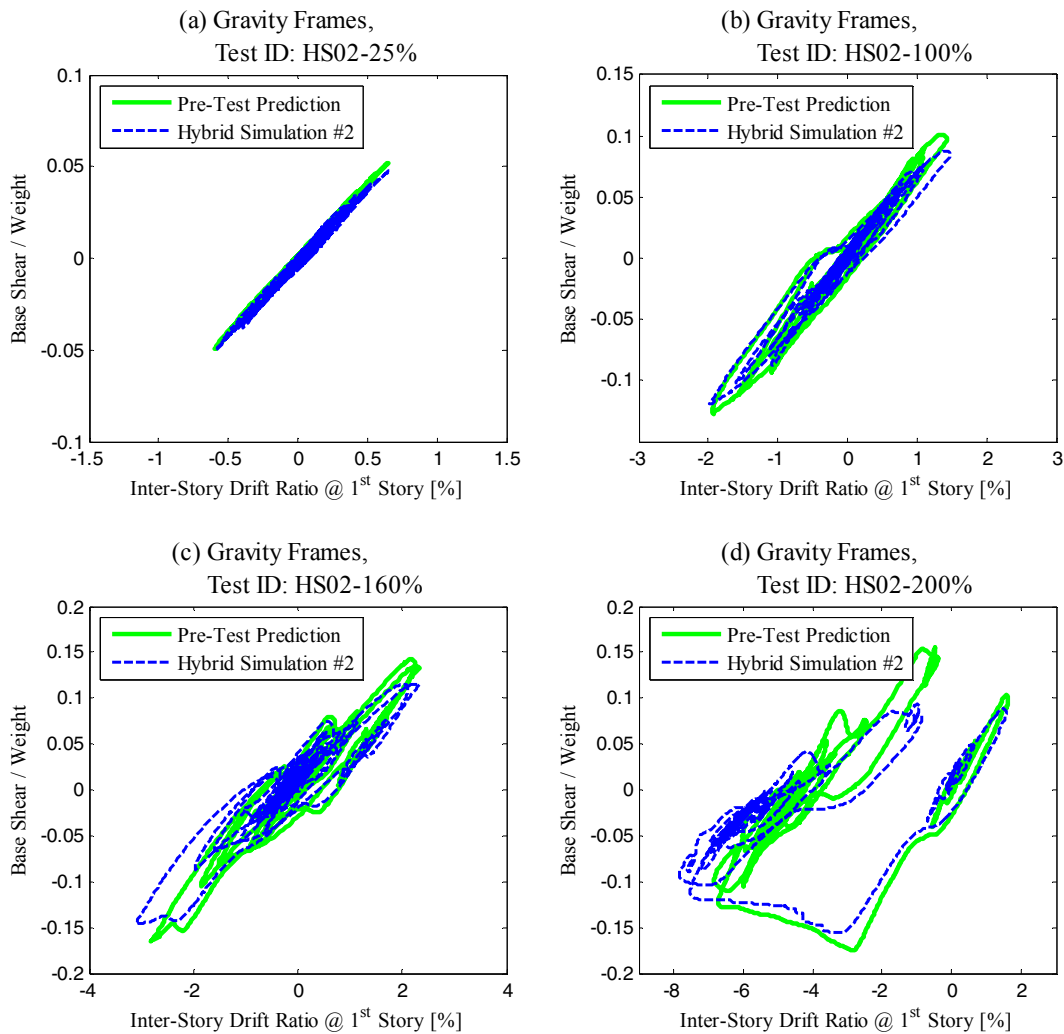 (a) Gravity Frames,
Test ID: HS02-25%
0.1
0.05
0
-0.05
-0.1
Base Shear / Weight
Pre-Test Prediction
Hybrid Simulation #2
-1.5
-1
-0.5
0
0.5
1
1.5
Inter-Story Drift Ratio @ 1st Story [%]
(b) Gravity Frames,
Test ID: HS02-100%
0.15
0.1
0.05
0
-0.05
-0.1
Base Shear / Weight
Pre-Test Prediction
Hybrid Simulation #2
-3
-2
-1
0
1
2
3
Inter-Story Drift Ratio @ 1st Story [%]
(c) Gravity Frames,
Test ID: HS02-160%
0.2
0.15
0.1
0.05
0
-0.05
-0.1
-0.15
-0.2
Base Shear / Weight
Pre-Test Prediction
Hybrid Simulation #2
-4
-2
0
2
4
Inter-Story Drift Ratio @ 1st Story [%]
(d) Gravity Frames,
Test ID: HS02-200%
0.2
0.15
0.1
0.05
0
-0.05
-0.1
-0.15
-0.2
Base Shear / Weight
Pre-Test Prediction
Hybrid Simulation #2
-8
-6
-4
-2
0
2
Inter-Story Drift Ratio @ 1st Story [%]